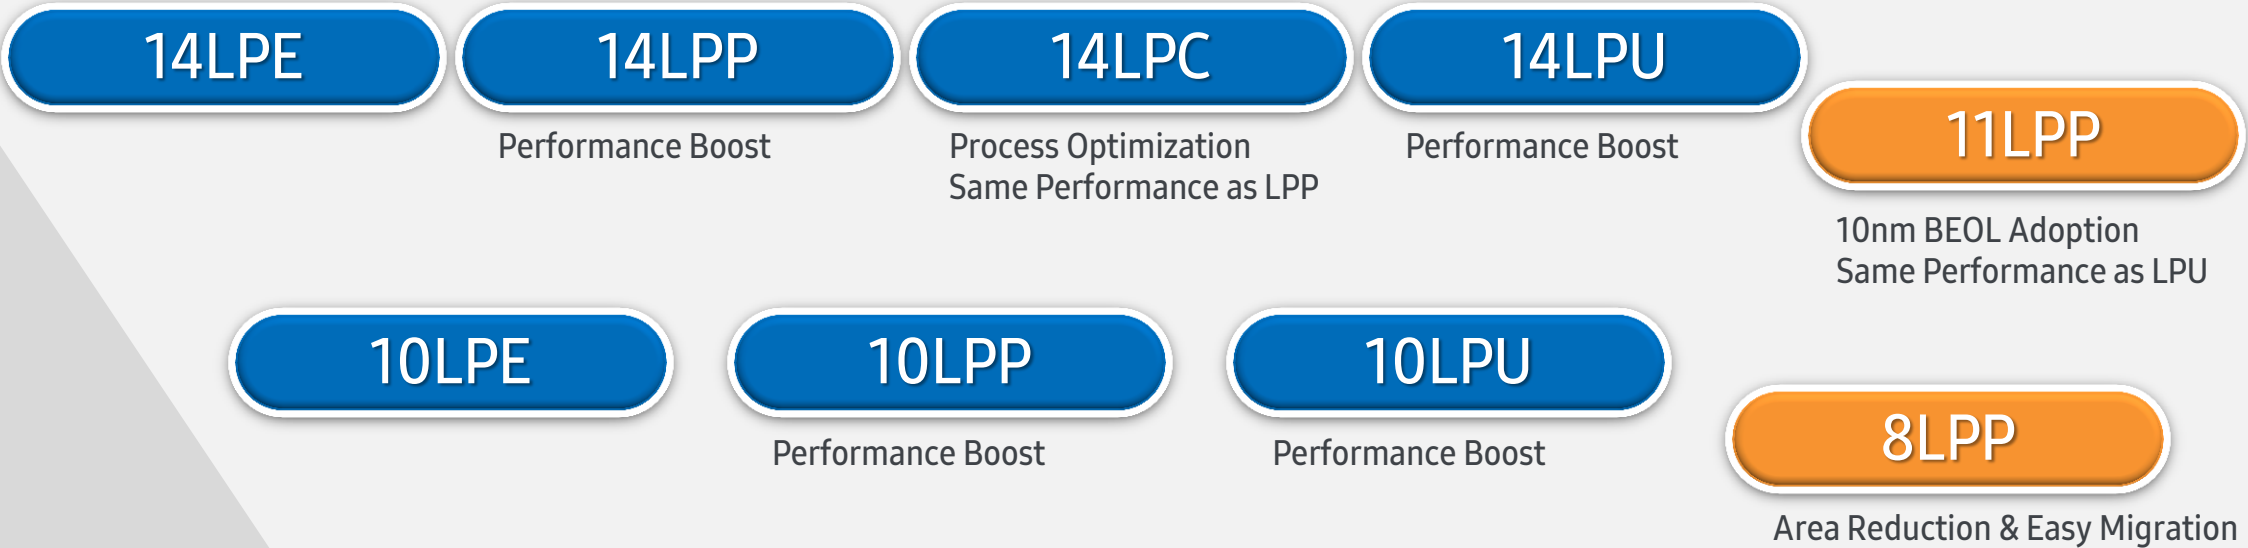 14LPE
14LPP
14LPC
14LPU
Performance Boost
Process Optimization
Same Performance as LPP
Performance Boost
11LPP
10nm BEOL Adoption
Same Performance as LPU
10LPE
10LPP
10LPU
Performance Boost
Performance Boost
8LPP
Area Reduction & Easy Migration